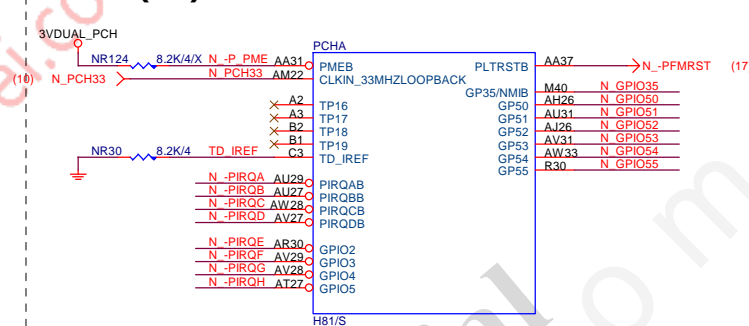 3VDUAL_PCH
PCHA
NR124 8.2K/4/X N_-P_PME AA31 PMEB PLTRSTB AA37 N_-PFMRST (17
(10) N_PCH33 N_PCH33 AM22 CLKIN_33MHZLOOPBACK
GP35/NMIB M40 N_GPIO35
A2 TP16 GP50 AH26 N_GPIO50
A3 TP17 GP51 AU31 N_GPIO51
B2 TP18 GP52 AJ26 N_GPIO52
B1 TP19 GP53 AV31 N_GPIO53
NR30 8.2K/4 TD_IREF C3 TD_IREF GP54 AW33 N_GPIO54
GP55 R30 N_GPIO55
N_-PIRQA AU29 PIRQAB
N_-PIRQB AU27 PIRQBB
N_-PIRQC AW28 PIRQCB
N_-PIRQD AV27 PIRQDB
N_-PIRQE AR30 GPIO2
N_-PIRQF AV29 GPIO3
N_-PIRQG AV28 GPIO4
N_-PIRQH AT27 GPIO5
H81/S